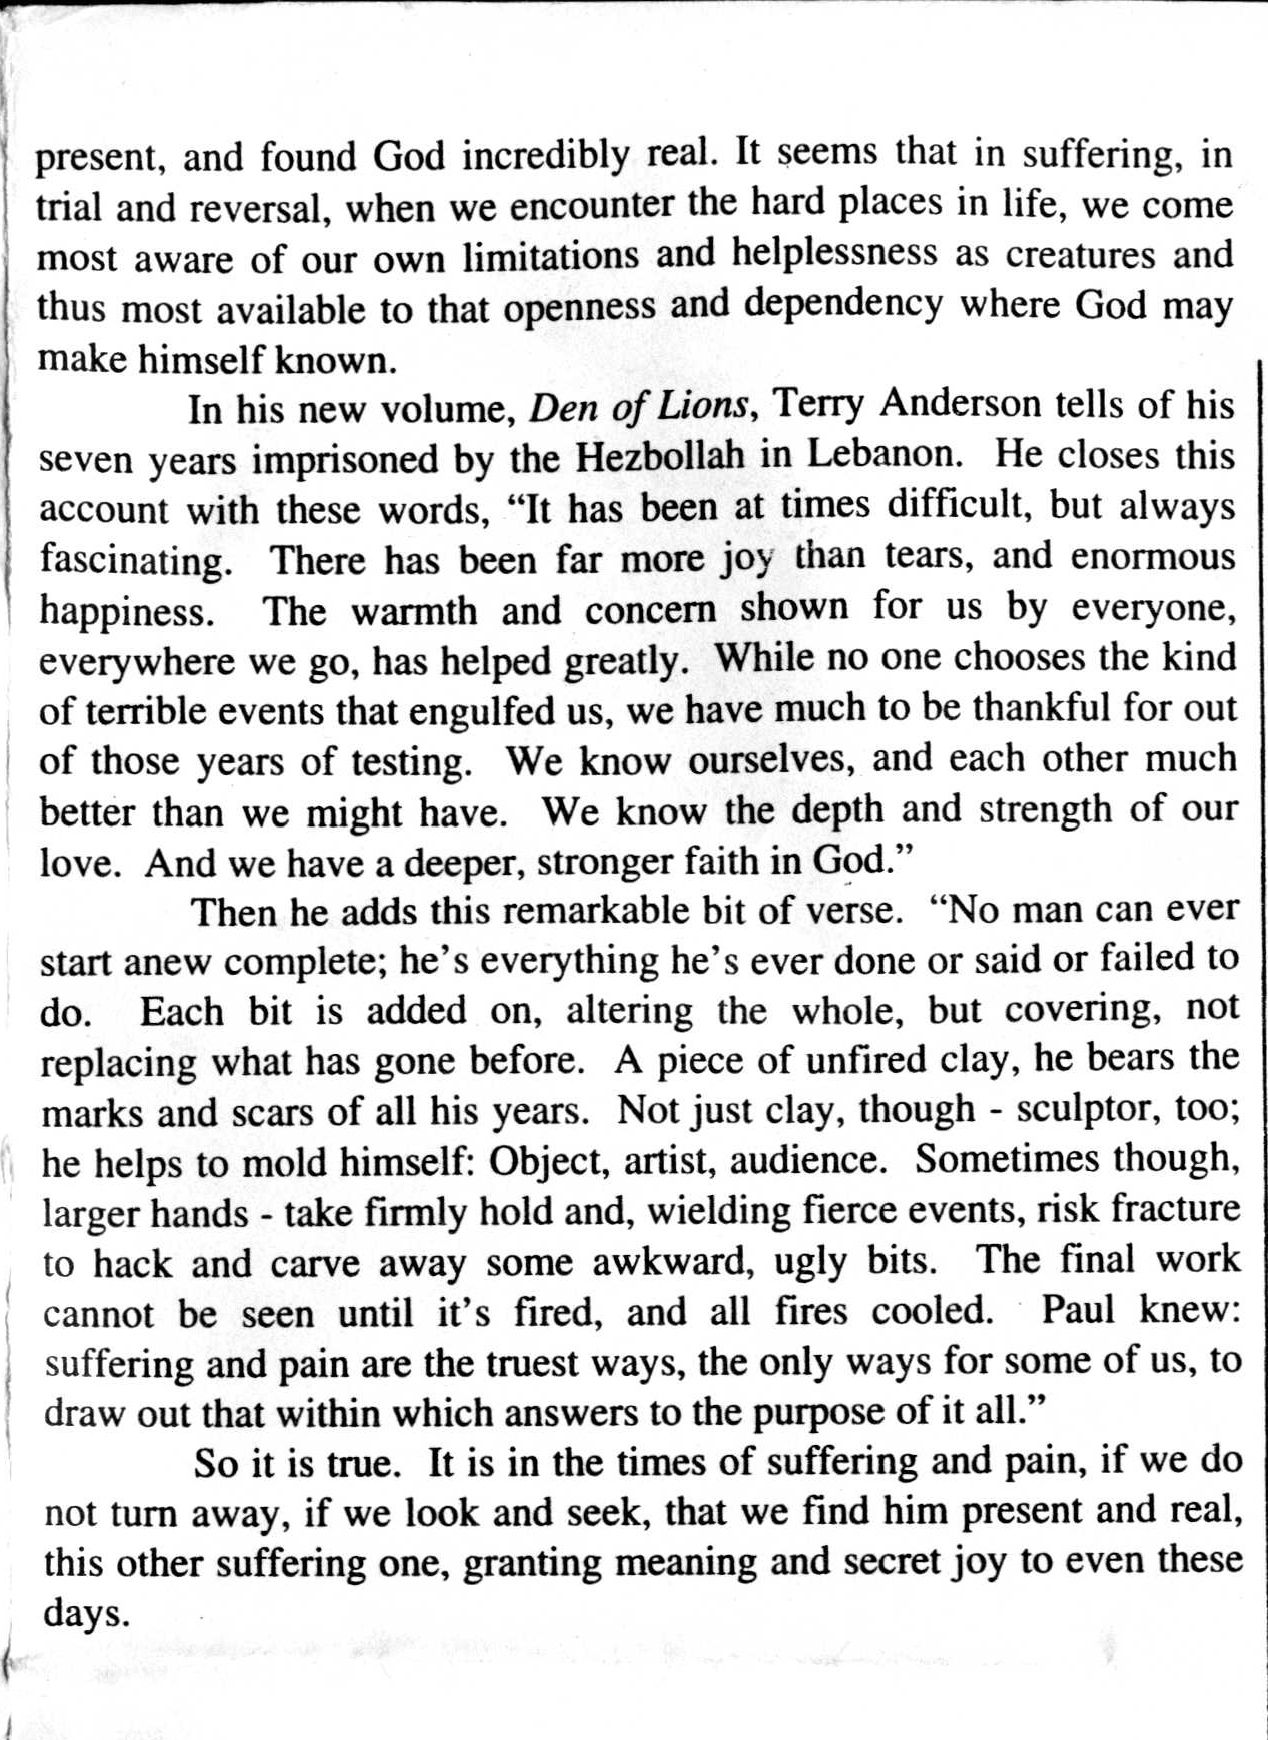 present, and found God incredibly real. It seems that in suffering, in
trial and reversal, when we encounter the hard places in life, we come
most aware of our own limitations and helplessness as creatures and
thus most available to that openness and dependency where God may
make himself known.
In his new volume, Den of Lions, Terry Anderson tells of his
seven years imprisoned by the Hezbollah in Lebanon. He closes this
account with these words, “It has been at times difficult, but always
fascinating. There has been far more joy than tears, and enormous
happiness. The warmth and concern shown for us by everyone,
everywhere we go, has helped greatly. While no one chooses the kind
of terrible events that engulfed us, we have much to be thankful for out
of those years of testing. We know ourselves, and each other much
better than we might have. We know the depth and strength of our
love. And we have a deeper, stronger faith in God.”
Then he adds this remarkable bit of verse. “No man can ever
start anew complete; he’s everything he’s ever done or said or failed to
do. Each bit is added on, altering the whole, but covering, not
replacing what has gone before. A piece of unfired clay, he bears the
marks and scars of all his years. Not just clay, though - sculptor, too;
he helps to mold himself: Object, artist, audience. Sometimes though,
larger hands - take firmly hold and, wielding fierce events, risk fracture
to hack and carve away some awkward, ugly bits. The final work
cannot be seen until it’s fired, and all fires cooled. Paul knew:
suffering and pain are the truest ways, the only ways for some of us, to
draw out that within which answers to the purpose of it all.”
So it is true. It is in the times of suffering and pain, if we do
not turn away, if we look and seek, that we find him present and real,
this other suffering one, granting meaning and secret joy to even these
days.